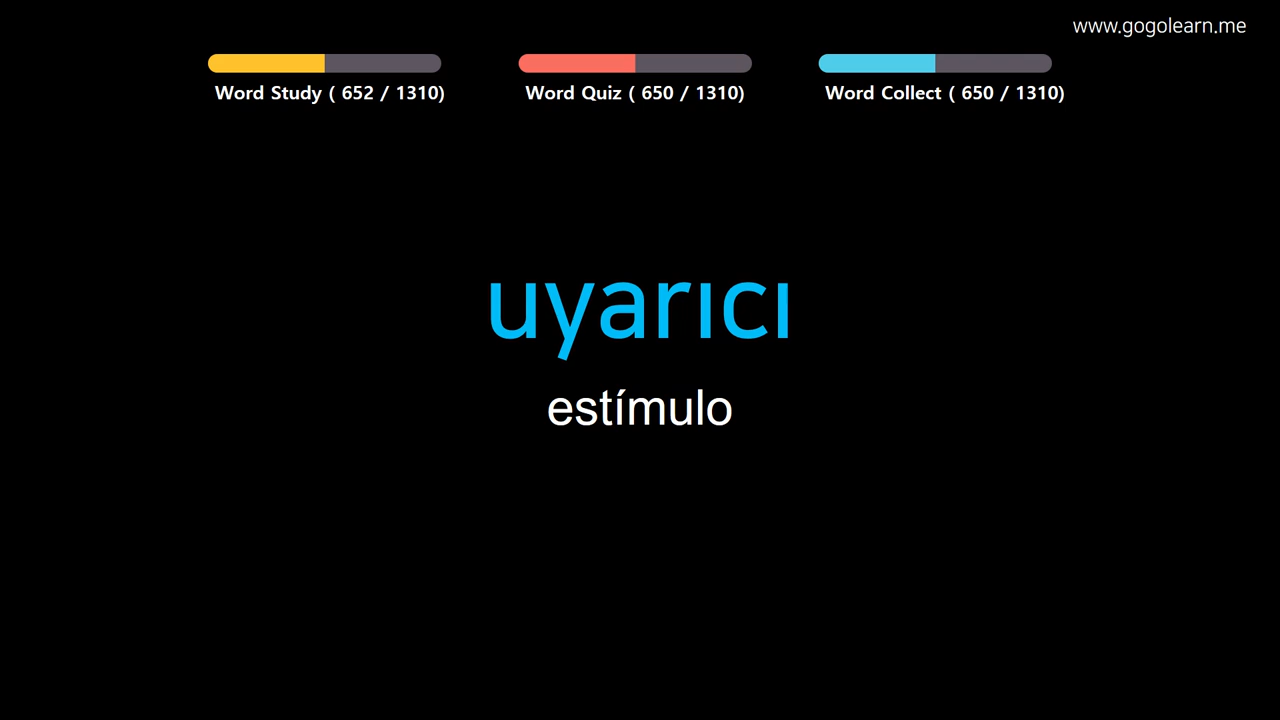 www.gogolearn.me
Word Study ( 652 / 1310)
Word Quiz ( 650 / 1310)
Word Collect ( 650 / 1310)
uyarıcı
estímulo